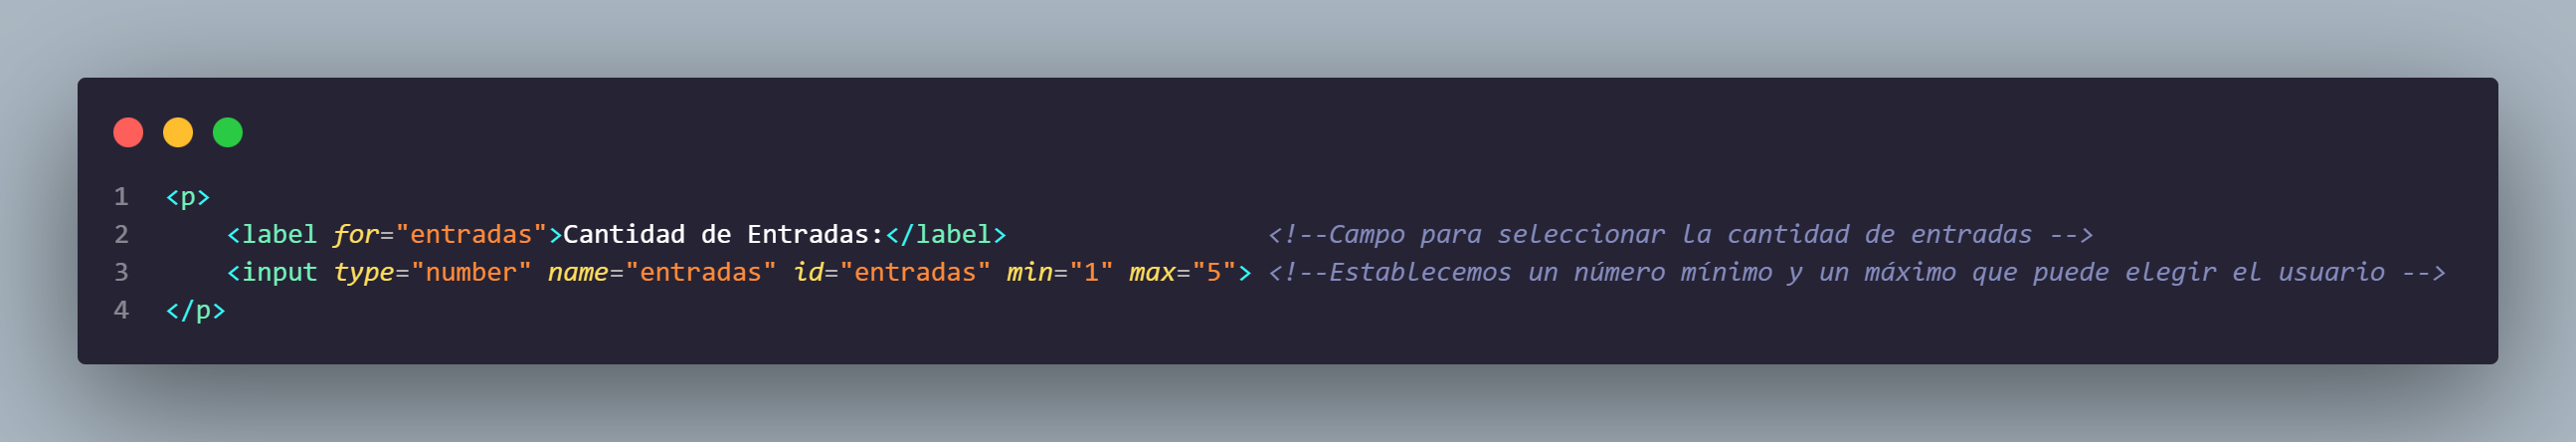 1 <p>
2 <label for="entradas">Cantidad de Entradas:</label> <!--Campo para seleccionar la cantidad de entradas -->
3 <input type="number" name="entradas" id="entradas" min="1" max="5"> <!--Establecemos un número mínimo y un máximo que puede elegir el usuario -->
4 </p>